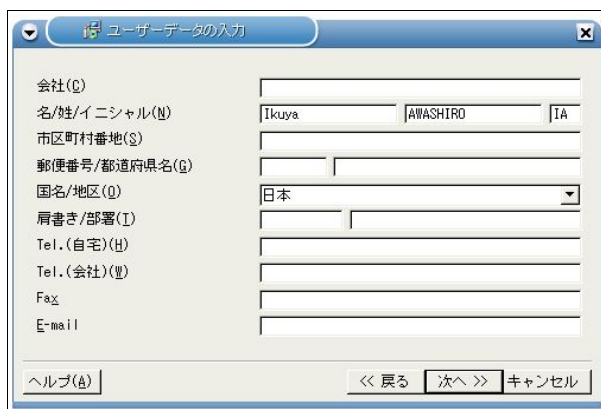 ユーザーデータの入力
会社(C)
名/姓/イニシャル(N) Ikuya AWASHIRO IA
市区町村番地(S)
郵便番号/都道府県名(G)
国名/地区(O) 日本
肩書き/部署(T)
Tel.(自宅)(H)
Tel.(会社)(W)
Fax
E-mail
ヘルプ(A) << 戻る 次へ >> キャンセル